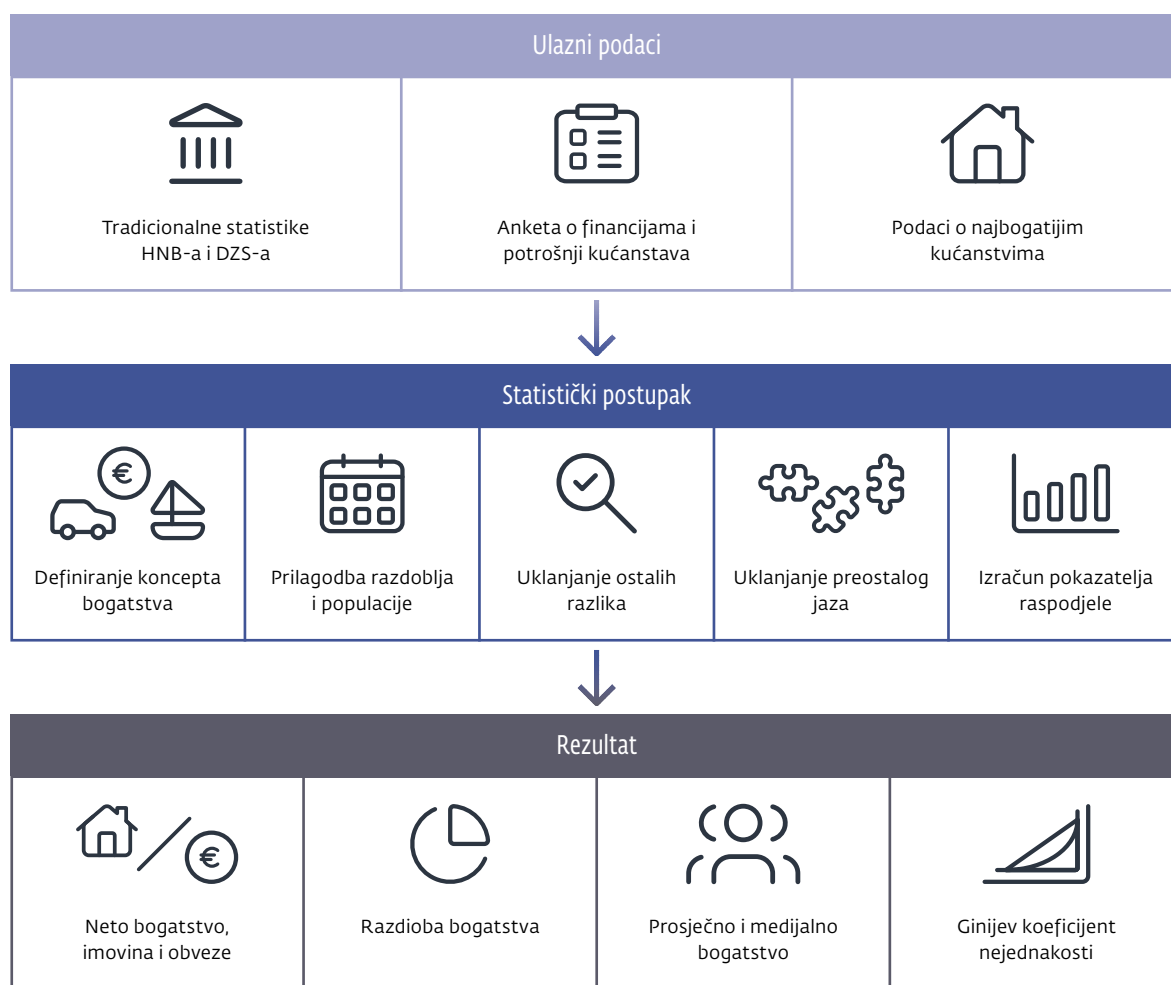 Ulazni podaci
Tradicionalne statistike
HNB-a i DZS-a
Anketa o financijama i
potrošnji kućanstava
Podaci o najbogatijim
kućanstvima
Statistički postupak
€
Definiranje koncepta
bogatstva
Prilagodba razdoblja
i populacije
Uklanjanje ostalih
razlika
Uklanjanje preostalog
jaza
Izračun pokazatelja
raspodjele
Rezultat
€
Neto bogatstvo,
imovina i obveze
Razdioba bogatstva
Prosječno i medijalno
bogatstvo
Ginijev koeficijent
nejednakosti